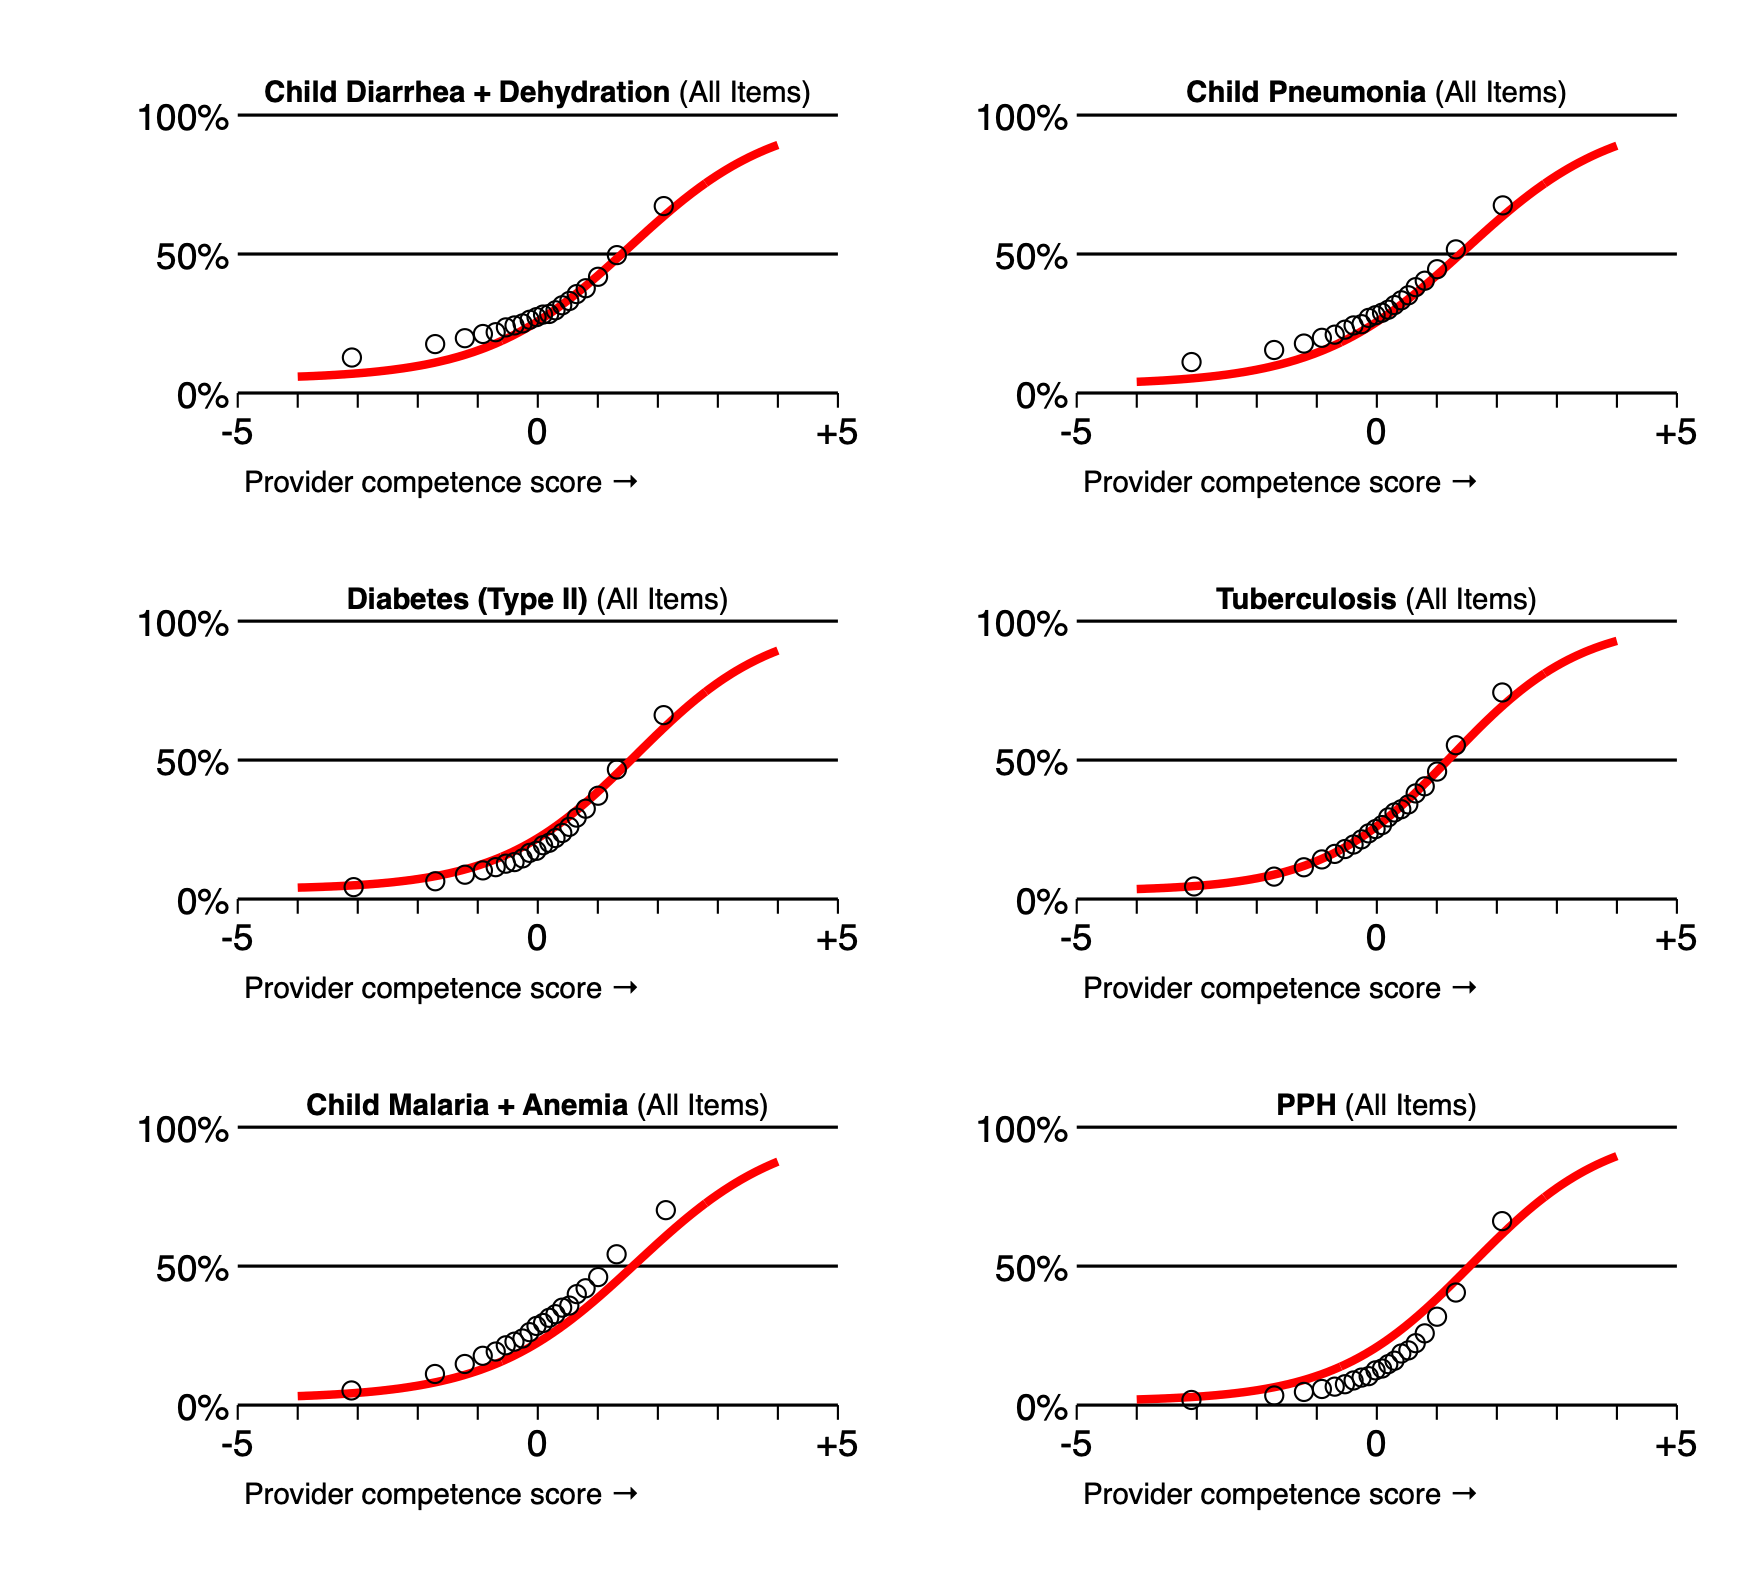 Child Diarrhea + Dehydration (All Items)
100%
50%
0%
-5 0 +5
Provider competence score →
Child Pneumonia (All Items)
100%
50%
0%
-5 0 +5
Provider competence score →
Diabetes (Type II) (All Items)
100%
50%
0%
-5 0 +5
Provider competence score →
Tuberculosis (All Items)
100%
50%
0%
-5 0 +5
Provider competence score →
Child Malaria + Anemia (All Items)
100%
50%
0%
-5 0 +5
Provider competence score →
PPH (All Items)
100%
50%
0%
-5 0 +5
Provider competence score →